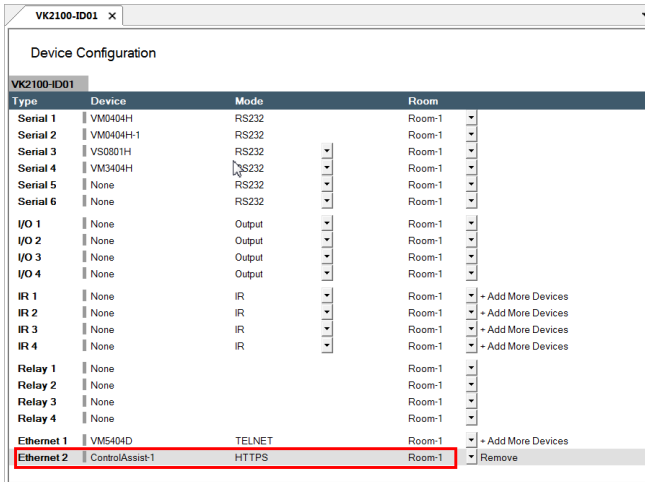 VK2100-ID01 ×
Device Configuration
VK2100-ID01
Type Device Mode Room
Serial 1 VM0404H RS232 Room-1
Serial 2 VM0404H-1 RS232 Room-1
Serial 3 VS0801H RS232 Room-1
Serial 4 VM3404H RS232 Room-1
Serial 5 None RS232 Room-1
Serial 6 None RS232 Room-1
I/O 1 None Output Room-1
I/O 2 None Output Room-1
I/O 3 None Output Room-1
I/O 4 None Output Room-1
IR 1 None IR Room-1 + Add More Devices
IR 2 None IR Room-1 + Add More Devices
IR 3 None IR Room-1 + Add More Devices
IR 4 None IR Room-1 + Add More Devices
Relay 1 None Room-1
Relay 2 None Room-1
Relay 3 None Room-1
Relay 4 None Room-1
Ethernet 1 VM5404D TELNET Room-1 + Add More Devices
Ethernet 2 ControlAssist-1 HTTPS Room-1 Remove